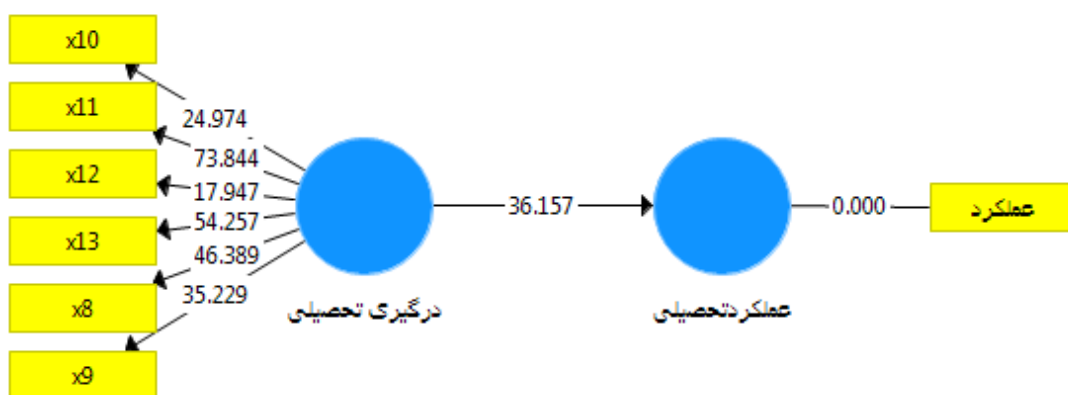 x10
x11
x12
x13
x8
x9
24.974
73.844
17.947
54.257
46.389
35.229
درگیری تحصیلی
36.157
عملکردتحصیلی
0.000
عملکرد